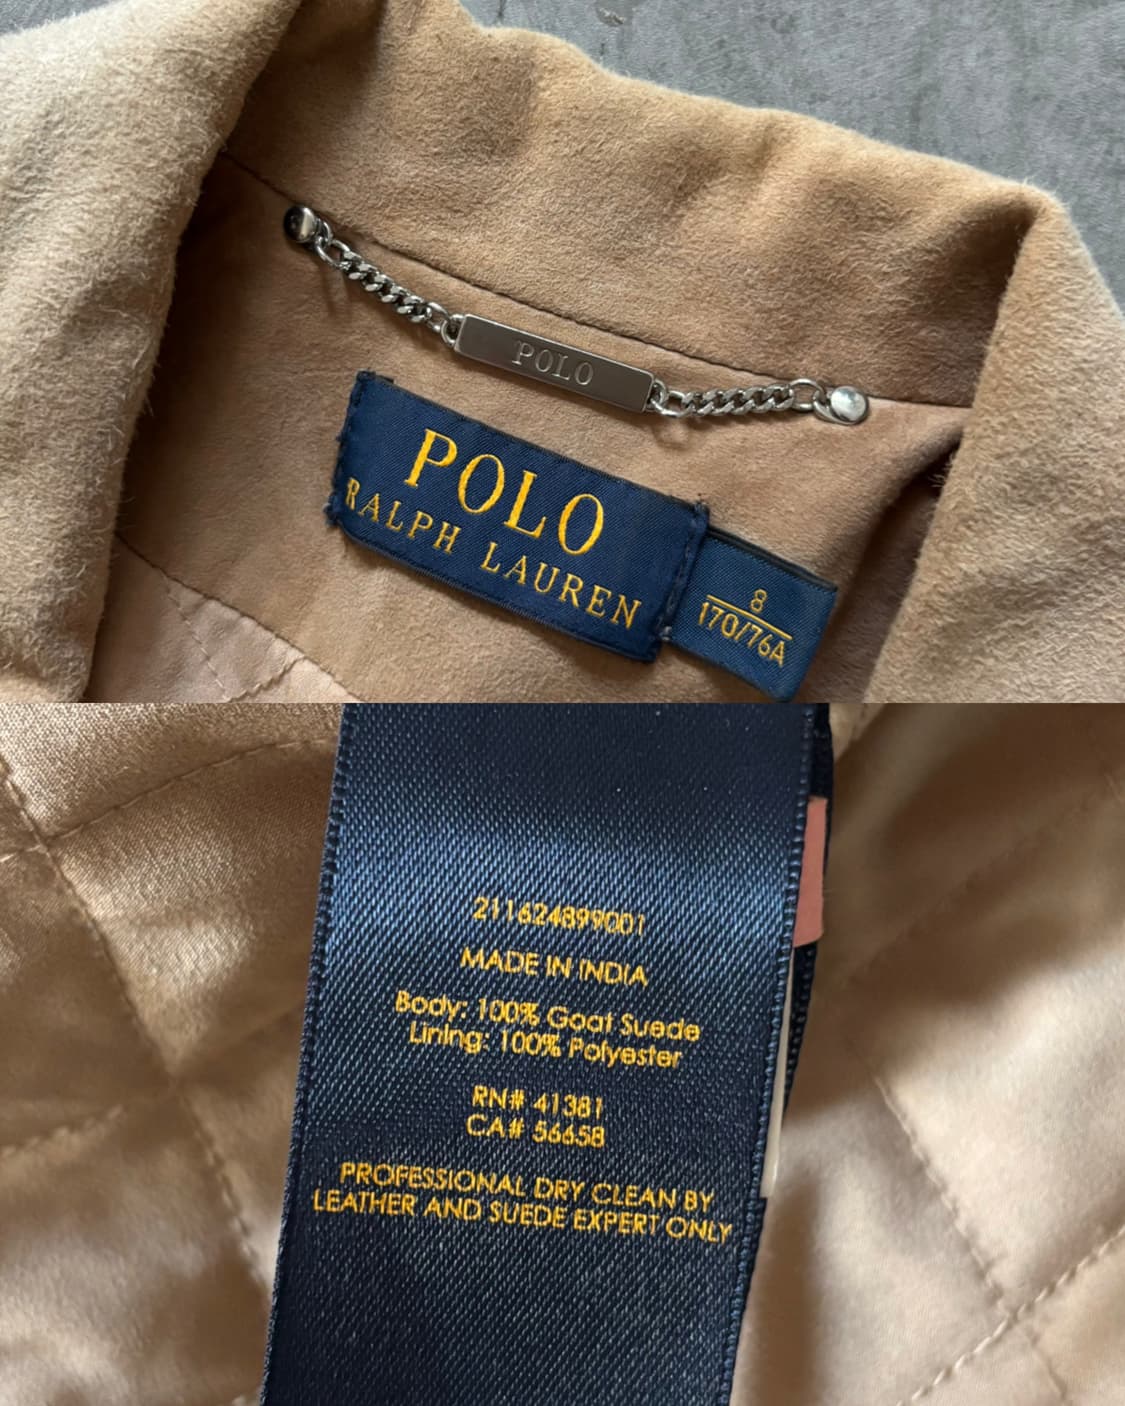 POLO
POLO
RALPH LAUREN
8
170/76A
211624899001
MADE IN INDIA
Body: 100% Goat Suede
Lining: 100% Polyester
RN# 41381
CA# 56658
PROFESSIONAL DRY CLEAN BY
LEATHER AND SUEDE EXPERT ONLY